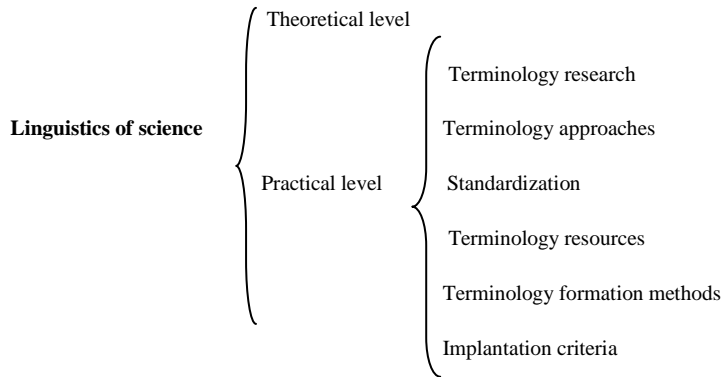 Theoretical level
Terminology research
Linguistics of science
Terminology approaches
Practical level
Standardization
Terminology resources
Terminology formation methods
Implantation criteria